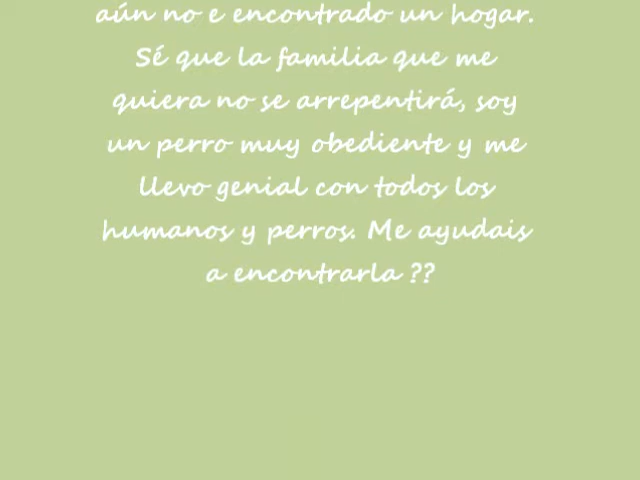 aún no e encontrado un hogar.
Sé que la familia que me
quiera no se arrepentirá, soy
un perro muy obediente y me
llevo genial con todos los
humanos y perros. Me ayudais
a encontrarla ??